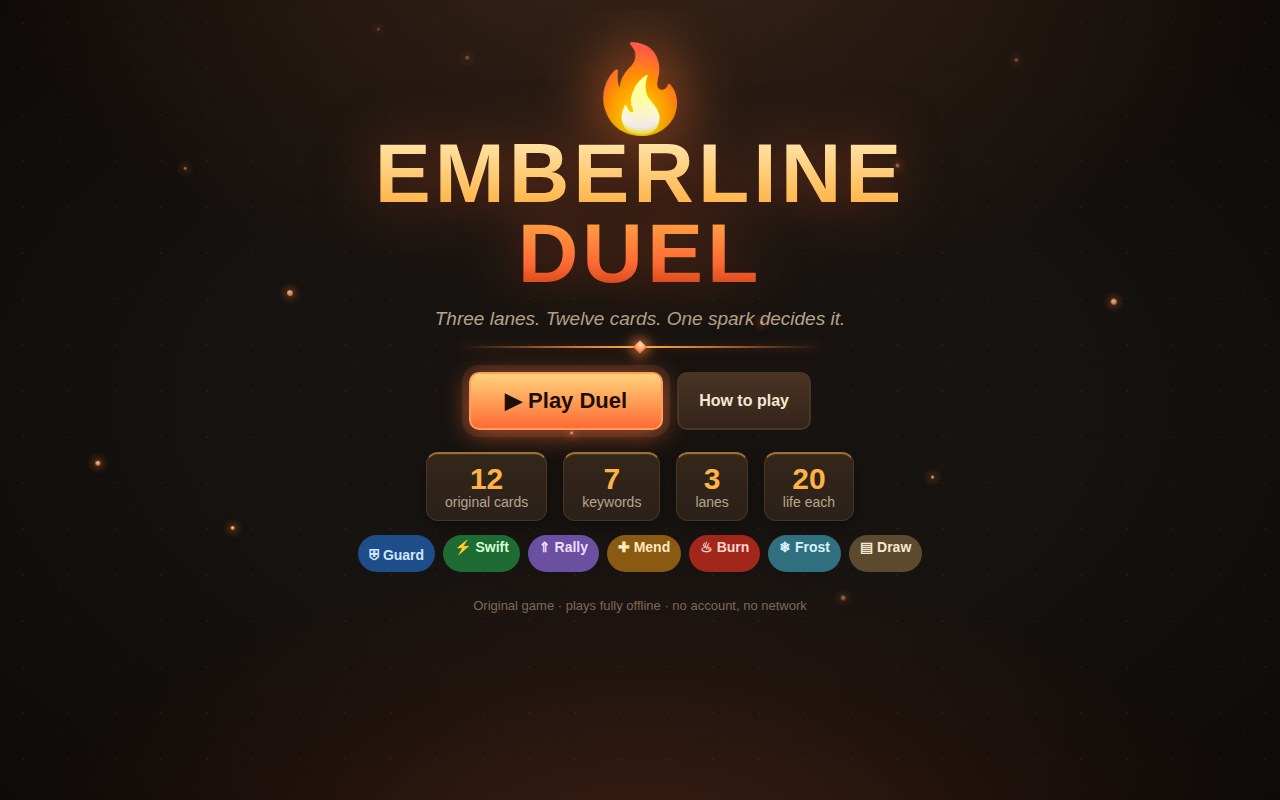 EMBERLINE
DUEL
Three lanes. Twelve cards. One spark decides it.
▶ Play Duel How to play
12 7 3 20
original cards keywords lanes life each
⛨ Guard ⚡ Swift ⇑ Rally ✚ Mend ♨ Burn ❄ Frost ▤ Draw
Original game · plays fully offline · no account, no network